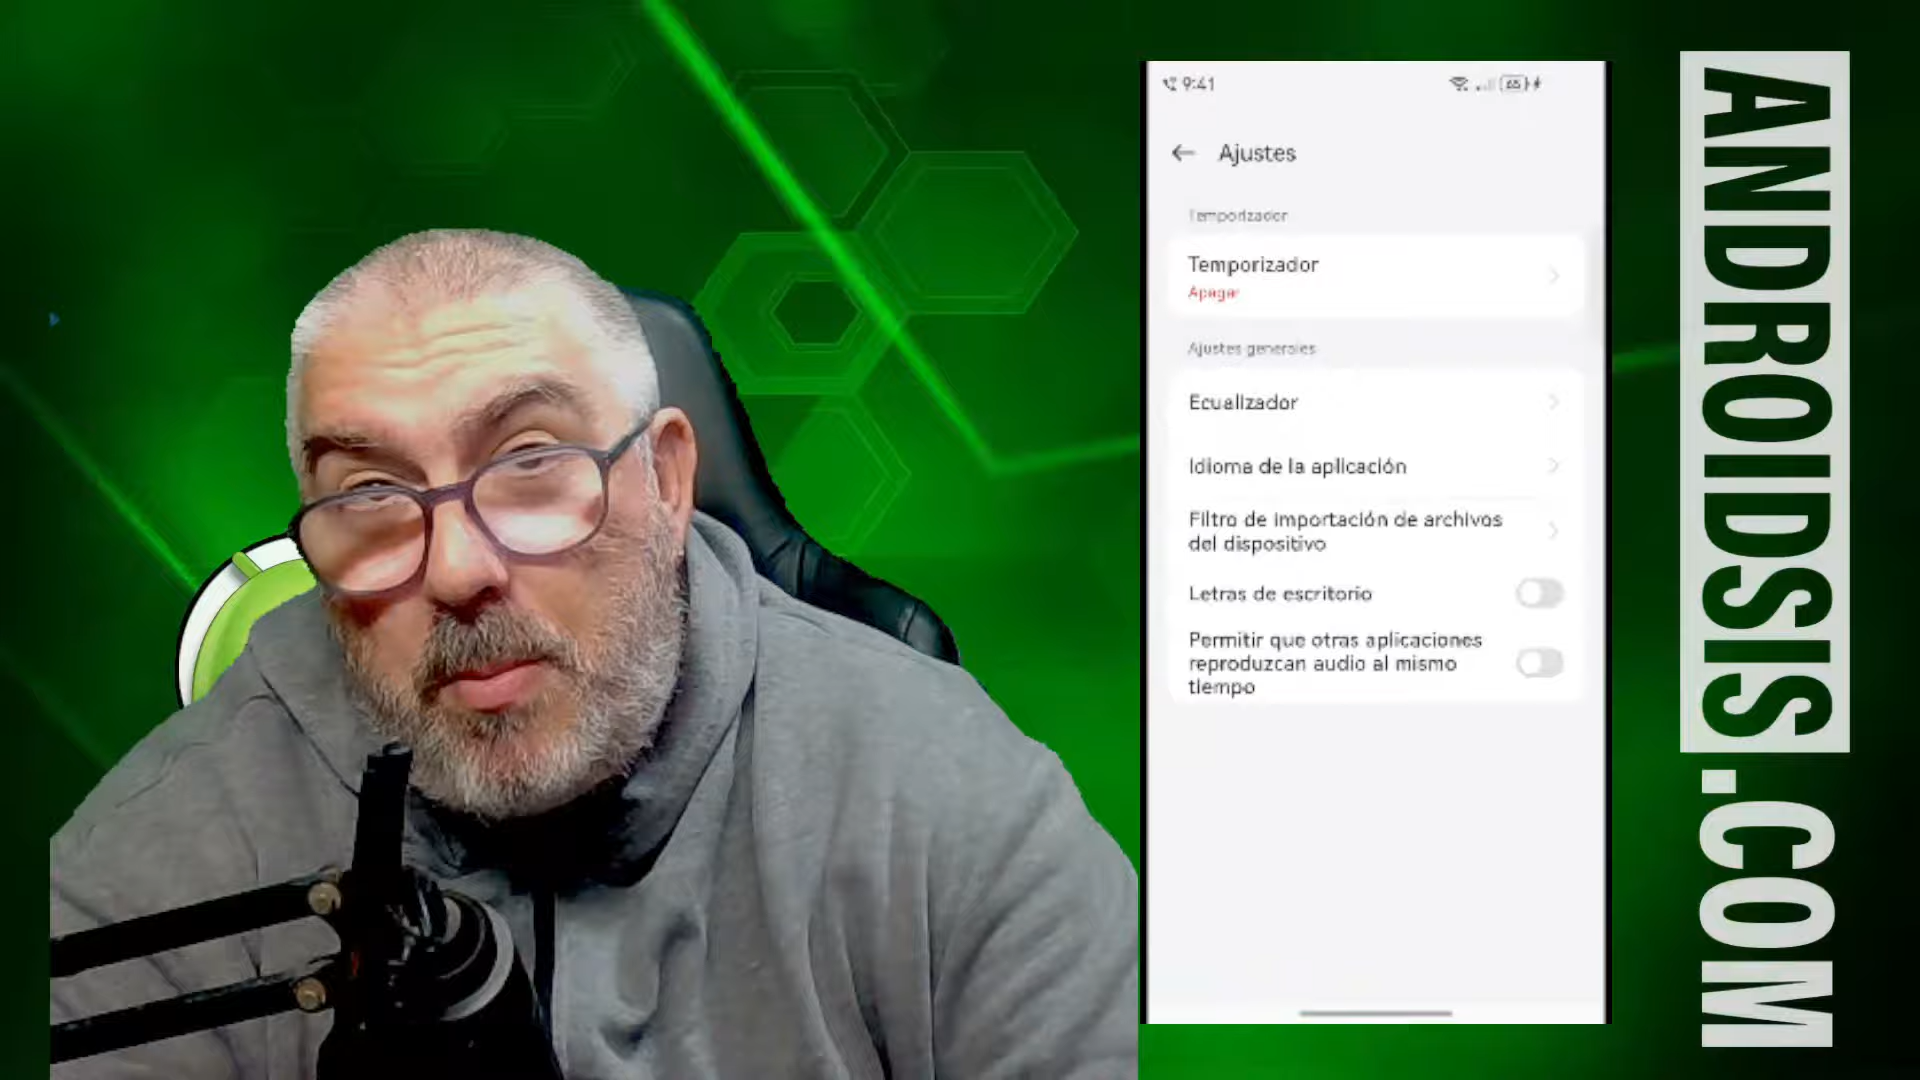 9:41
65
Ajustes
Temporizador
Temporizador
Apagar
Ajustes generales
Ecualizador
Idioma de la aplicación
Filtro de importación de archivos
del dispositivo
Letras de escritorio
Permitir que otras aplicaciones
reproduzcan audio al mismo
tiempo
ANDROIDSIS.COM